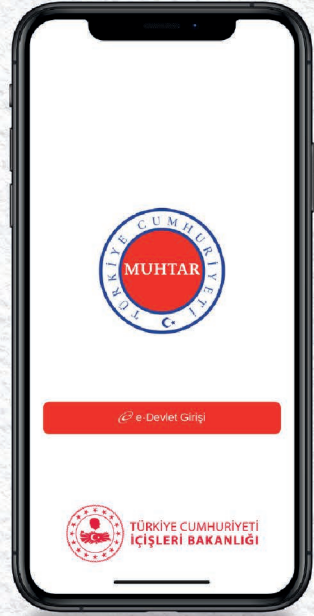 TÜRKİYE CUMHURİYETİ
MUHTAR
e-Devlet Girişi
TÜRKİYE CUMHURİYETİ
İÇİŞLERİ BAKANLIĞI